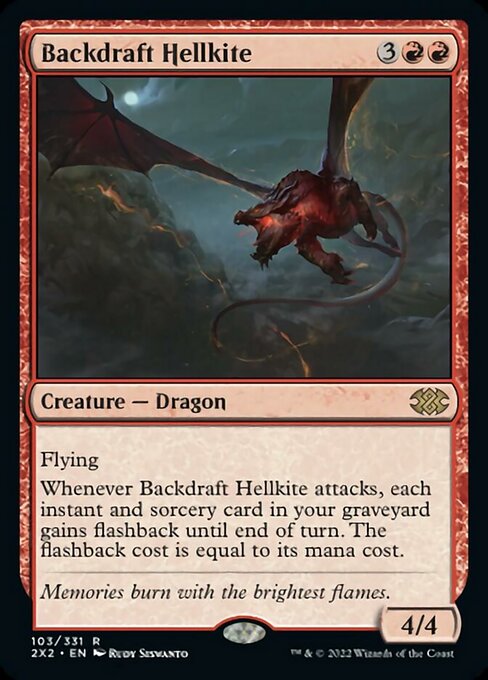 Backdraft Hellkite 3
Creature — Dragon
Flying
Whenever Backdraft Hellkite attacks, each
instant and sorcery card in your graveyard
gains flashback until end of turn. The
flashback cost is equal to its mana cost.
Memories burn with the brightest flames.
4/4
103/331 R
2X2 • EN Rudy Siswanto
™ & © 2022 Wizards of the Coast